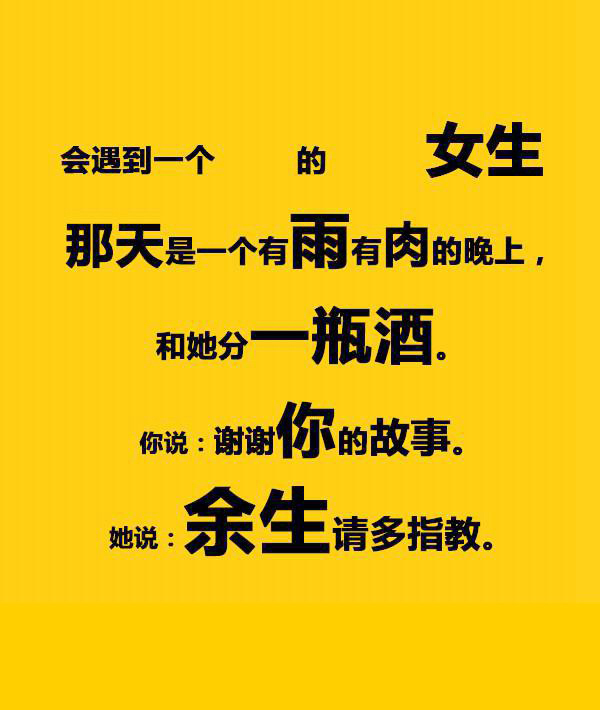 会遇到一个 的 女生
那天是一个有雨有肉的晚上，
和她分一瓶酒。
你说：谢谢你的故事。
她说：余生请多指教。